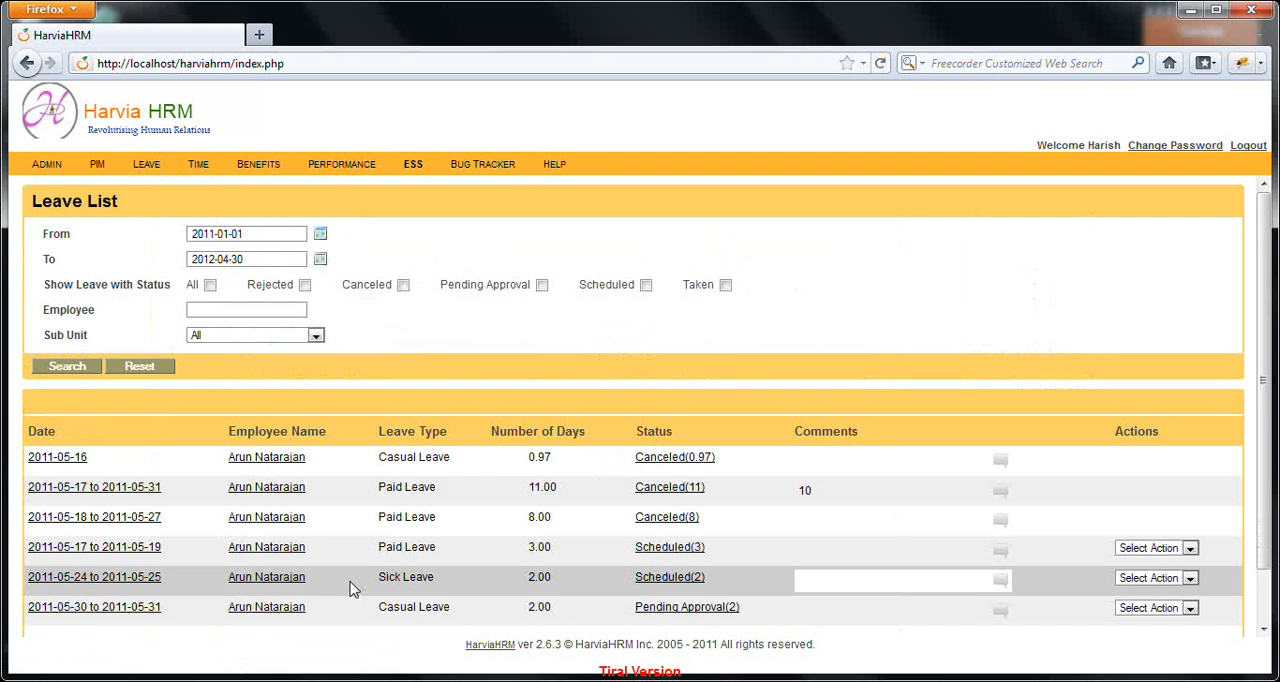 Firefox
HarviaHRM
http://localhost/harviahrm/index.php
Freecorder Customized Web Search
Harvia HRM
Revolutising Human Relations
Welcome Harish Change Password Logout
ADMIN PIM LEAVE TIME BENEFITS PERFORMANCE ESS BUG TRACKER HELP
Leave List
From 2011-01-01
To 2012-04-30
Show Leave with Status All Rejected Canceled Pending Approval Scheduled Taken
Employee
Sub Unit All
Search Reset
Date Employee Name Leave Type Number of Days Status Comments Actions
2011-05-16 Arun Natarajan Casual Leave 0.97 Canceled(0.97)
2011-05-17 to 2011-05-31 Arun Natarajan Paid Leave 11.00 Canceled(11) 10
2011-05-18 to 2011-05-27 Arun Natarajan Paid Leave 8.00 Canceled(8)
2011-05-17 to 2011-05-19 Arun Natarajan Paid Leave 3.00 Scheduled(3) Select Action
2011-05-24 to 2011-05-25 Arun Natarajan Sick Leave 2.00 Scheduled(2) Select Action
2011-05-30 to 2011-05-31 Arun Natarajan Casual Leave 2.00 Pending Approval(2) Select Action
HarviaHRM ver 2.6.3 © HarviaHRM Inc. 2005 - 2011 All rights reserved.
Tiral Version